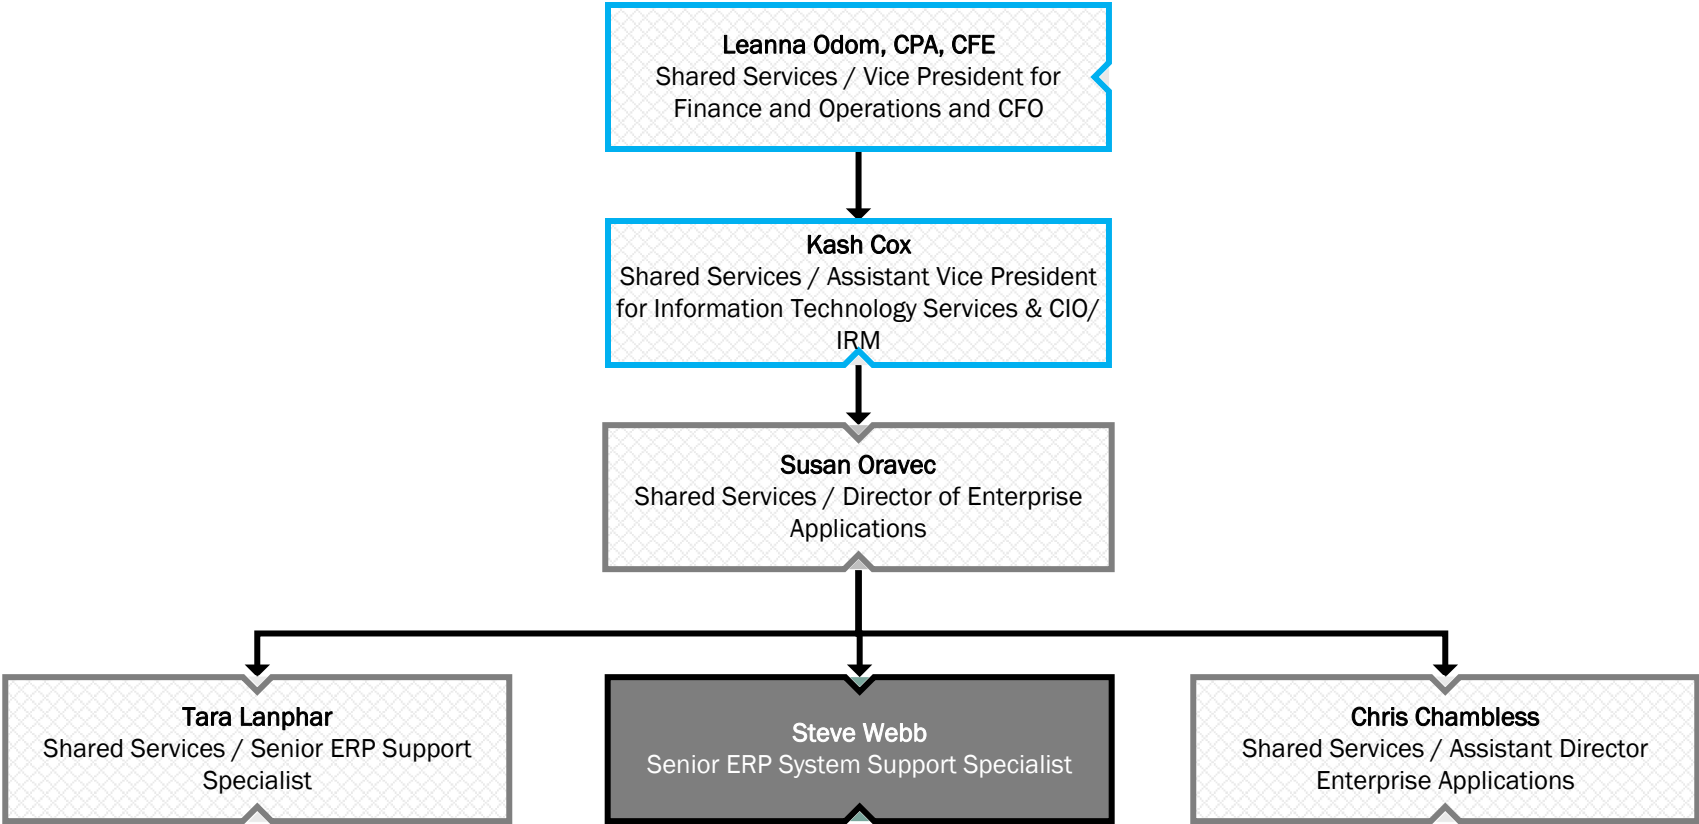 Leanna Odom, CPA, CFE
Shared Services / Vice President for
Finance and Operations and CFO
Kash Cox
Shared Services / Assistant Vice President
for Information Technology Services & CIO/
IRM
Susan Oravec
Shared Services / Director of Enterprise
Applications
Tara Lanphar
Shared Services / Senior ERP Support
Specialist
Steve Webb
Senior ERP System Support Specialist
Chris Chambless
Shared Services / Assistant Director
Enterprise Applications